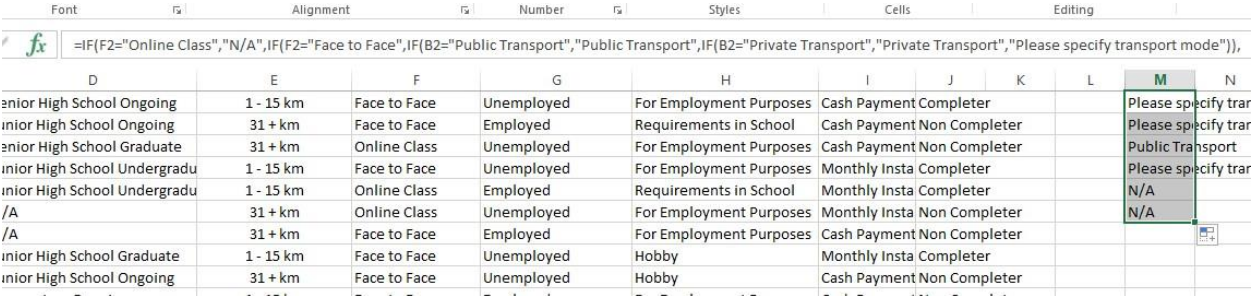 Font Alignment Number Styles Cells Editing
fx =IF(F2="Online Class","N/A",IF(F2="Face to Face",IF(B2="Public Transport","Public Transport",IF(B2="Private Transport","Private Transport","Please specify transport mode")),
D E F G H I J K L M N
enior High School Ongoing 1 - 15 km Face to Face Unemployed For Employment Purposes Cash Payment Completer Please specify tran
unior High School Ongoing 31 + km Face to Face Employed Requirements in School Cash Payment Non Completer Please specify tran
enior High School Graduate 31 + km Online Class Unemployed For Employment Purposes Cash Payment Non Completer Public Transport
unior High School Undergradu 1 - 15 km Face to Face Unemployed For Employment Purposes Monthly Insta Completer Please specify tran
unior High School Undergradu 1 - 15 km Online Class Employed Requirements in School Monthly Insta Completer N/A
/A 31 + km Online Class Unemployed For Employment Purposes Monthly Insta Non Completer N/A
/A 31 + km Face to Face Employed For Employment Purposes Cash Payment Non Completer
unior High School Graduate 1 - 15 km Face to Face Unemployed Hobby Monthly Insta Completer
unior High School Ongoing 31 + km Face to Face Unemployed Hobby Cash Payment Non Completer